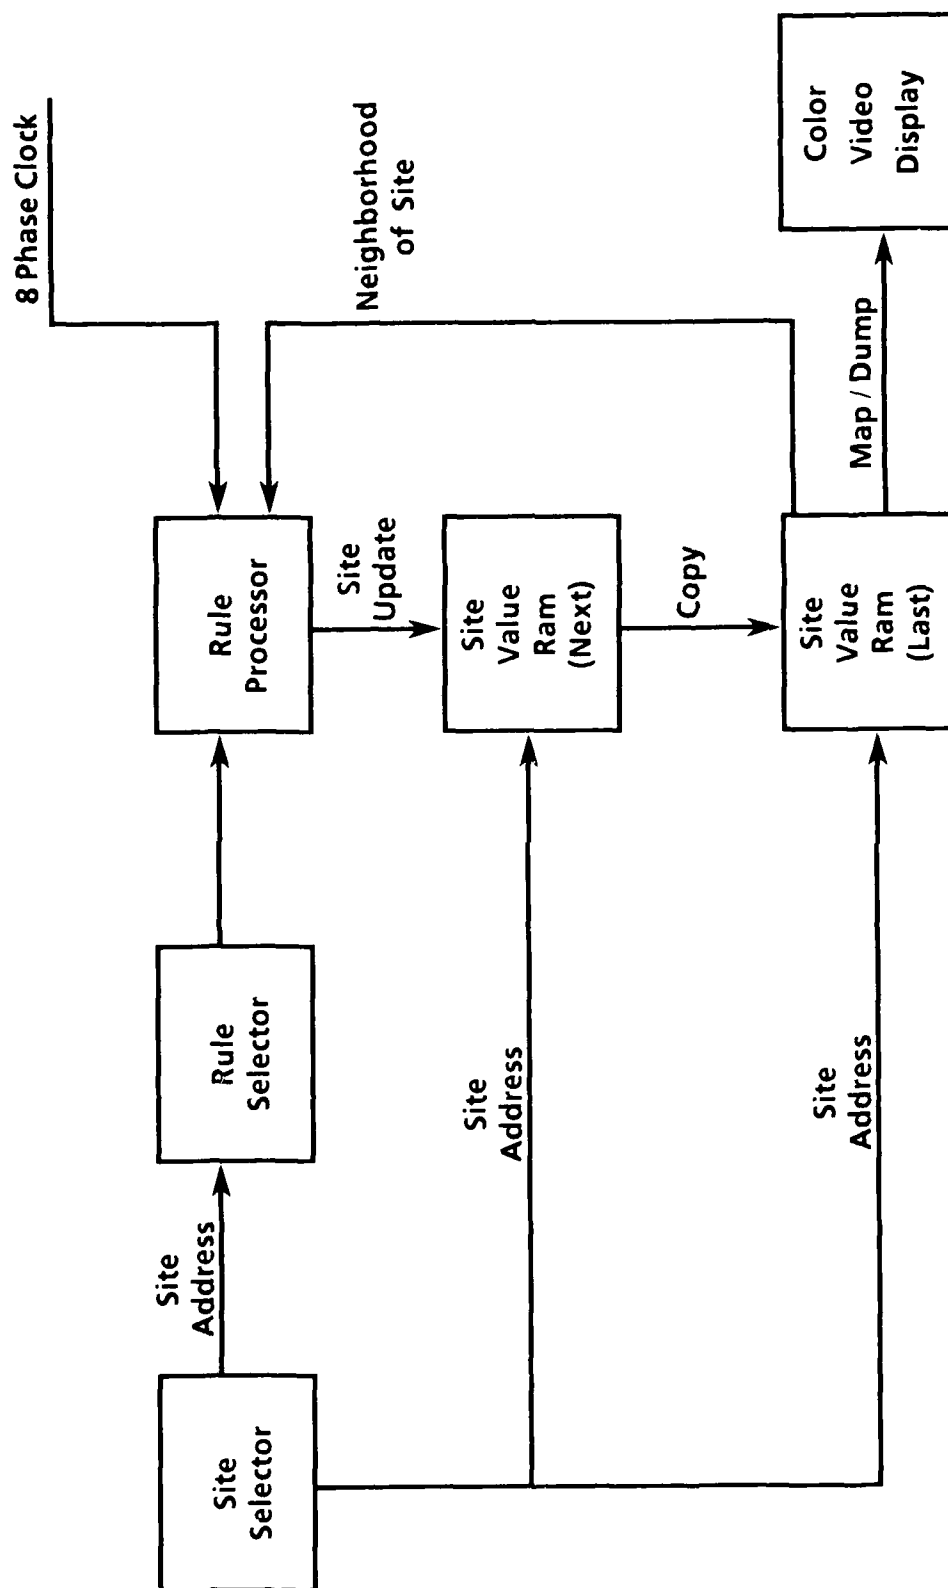 8 Phase Clock
Site
Selector
Site
Address
Rule
Selector
Rule
Processor
Neighborhood
of Site
Site
Update
Site
Address
Site
Value
Ram
(Next)
Copy
Site
Address
Site
Value
Ram
(Last)
Map / Dump
Color
Video
Display